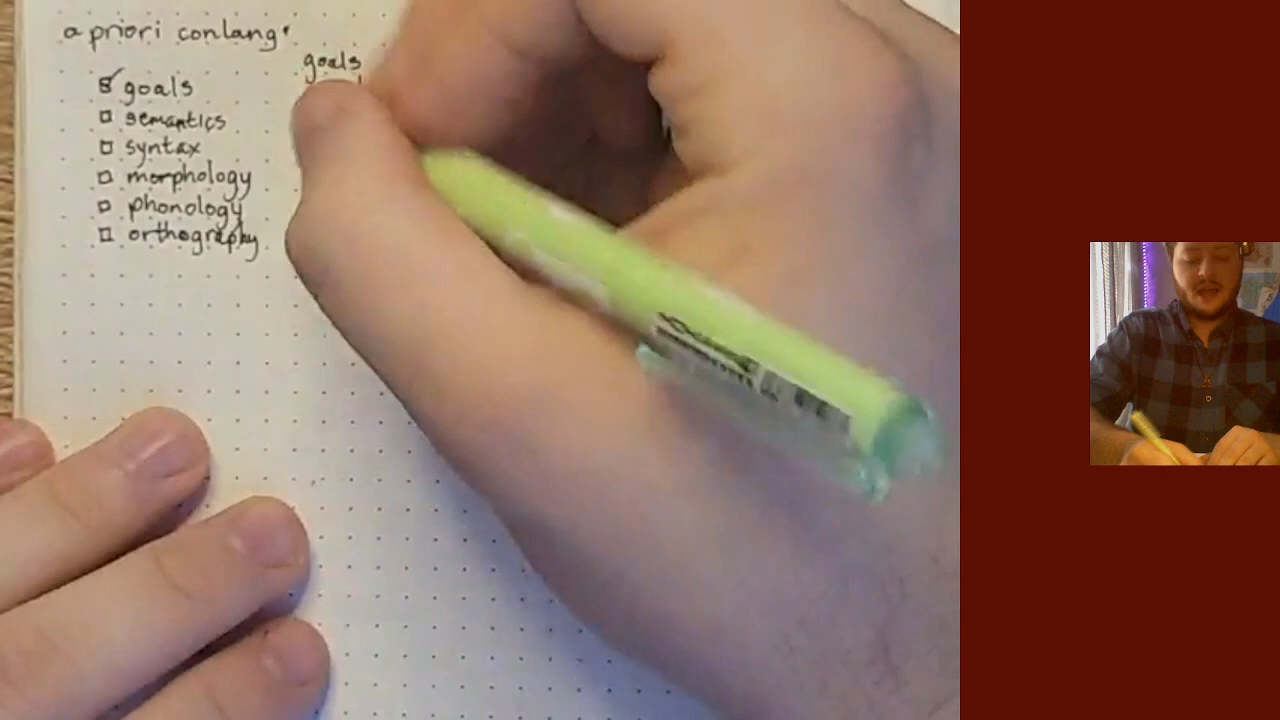 a priori conlang
goals
goals
semantics
syntax
morphology
phonology
orthography